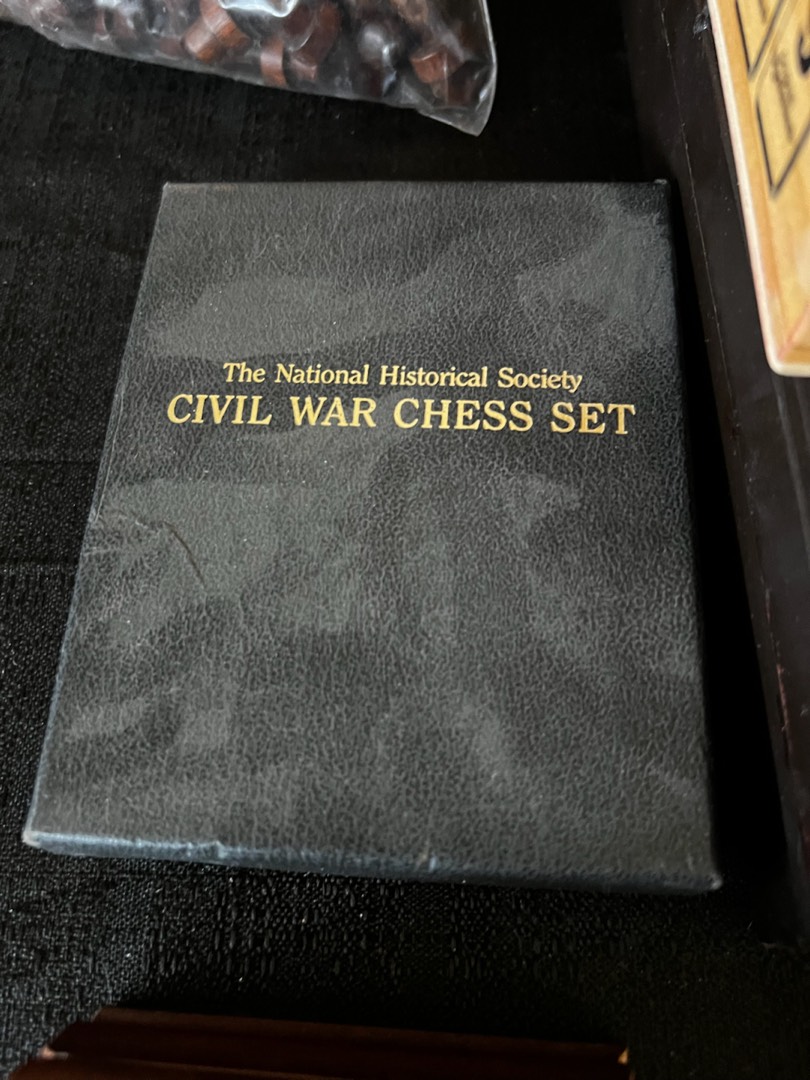 The National Historical Society
CIVIL WAR CHESS SET